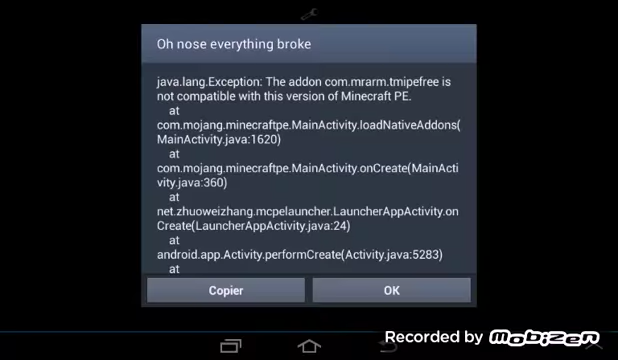 Oh nose everything broke
java.lang.Exception: The addon com.mrarm.tmipefree is
not compatible with this version of Minecraft PE.
at
com.mojang.minecraftpe.MainActivity.loadNativeAddons(
MainActivity.java:1620)
at
com.mojang.minecraftpe.MainActivity.onCreate(MainActi
vity.java:360)
at
net.zhuoweizhang.mcpelauncher.LauncherAppActivity.on
Create(LauncherAppActivity.java:24)
at
android.app.Activity.performCreate(Activity.java:5283)
at
Copier
OK
Recorded by Mobizen